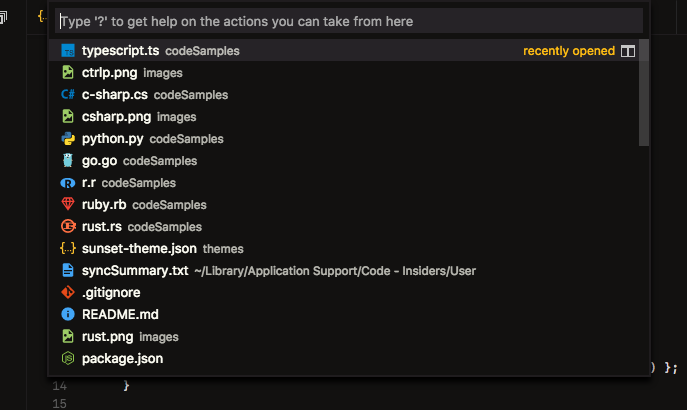 Type '?' to get help on the actions you can take from here
typescript.ts codeSamples recently opened
ctrlp.png images
c-sharp.cs codeSamples
csharp.png images
python.py codeSamples
go.go codeSamples
r.r codeSamples
ruby.rb codeSamples
rust.rs codeSamples
{..} sunset-theme.json themes
syncSummary.txt ~/Library/Application Support/Code - Insiders/User
.gitignore
README.md
rust.png images
package.json
) };
14 }
15